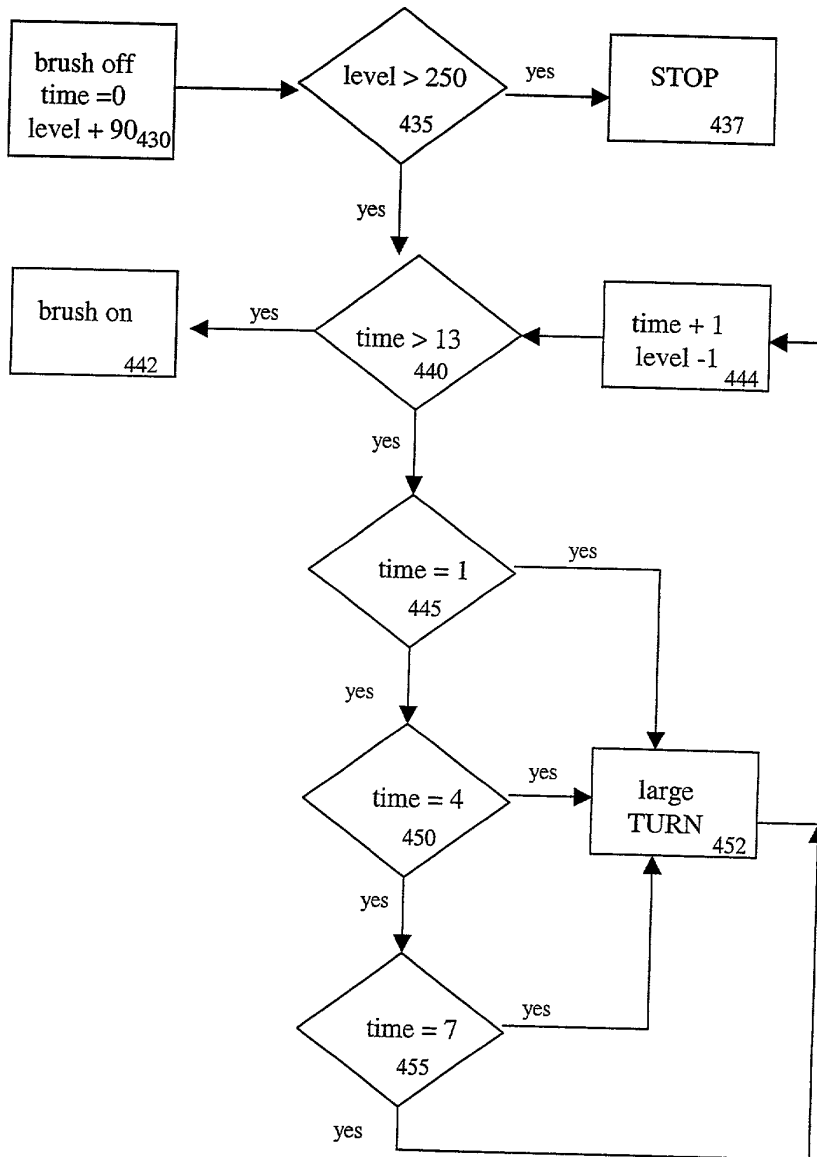 brush off
time =0
level + 90 430
level > 250
435
yes
STOP
437
yes
brush on
442
yes
time > 13
440
time + 1
level -1
444
yes
time = 1
445
yes
yes
time = 4
450
yes
large
TURN
452
yes
time = 7
455
yes
yes